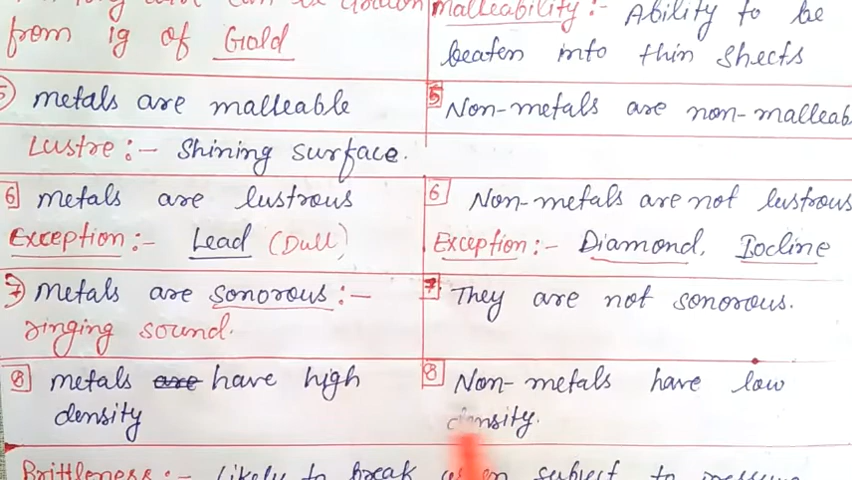 from 1g of Gold
Malleability :- Ability to be
beaten into thin sheets
5 metals are malleable
5 Non-metals are non-malleab
Lustre :- Shining surface.
6 metals are lustrous
Exception :- Lead (Dull)
6 Non-metals are not lustrous
Exception :- Diamond, Iocline
7 metals are sonorous :-
ringing sound.
7 They are not sonorous.
8 metals are have high
density
8 Non-metals have low
density.
Brittleness :- likely to break subject to